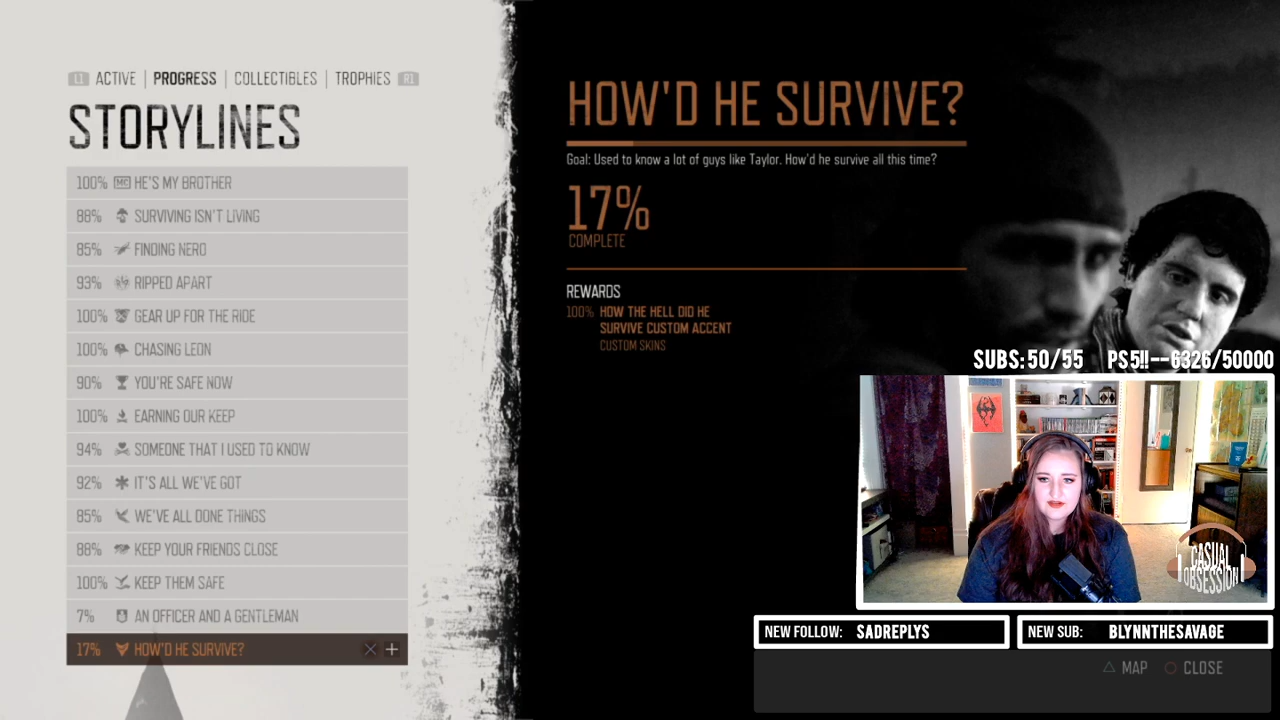 L1 ACTIVE | PROGRESS | COLLECTIBLES | TROPHIES R1
STORYLINES
100% MC HE'S MY BROTHER
88% SURVIVING ISN'T LIVING
85% FINDING NERO
93% RIPPED APART
100% GEAR UP FOR THE RIDE
100% CHASING LEON
90% YOU'RE SAFE NOW
100% EARNING OUR KEEP
94% SOMEONE THAT I USED TO KNOW
92% IT'S ALL WE'VE GOT
85% WE'VE ALL DONE THINGS
88% KEEP YOUR FRIENDS CLOSE
100% KEEP THEM SAFE
7% AN OFFICER AND A GENTLEMAN
17% HOW'D HE SURVIVE?
HOW'D HE SURVIVE?
Goal: Used to know a lot of guys like Taylor. How'd he survive all this time?
17%
COMPLETE
REWARDS
100% HOW THE HELL DID HE
SURVIVE CUSTOM ACCENT
CUSTOM SKINS
SUBS: 50/55 PS5!!--6326/50000
CASUAL
OBSESSION
NEW FOLLOW: SADREPLYS
NEW SUB: BLYNNTHESAVAGE
MAP CLOSE